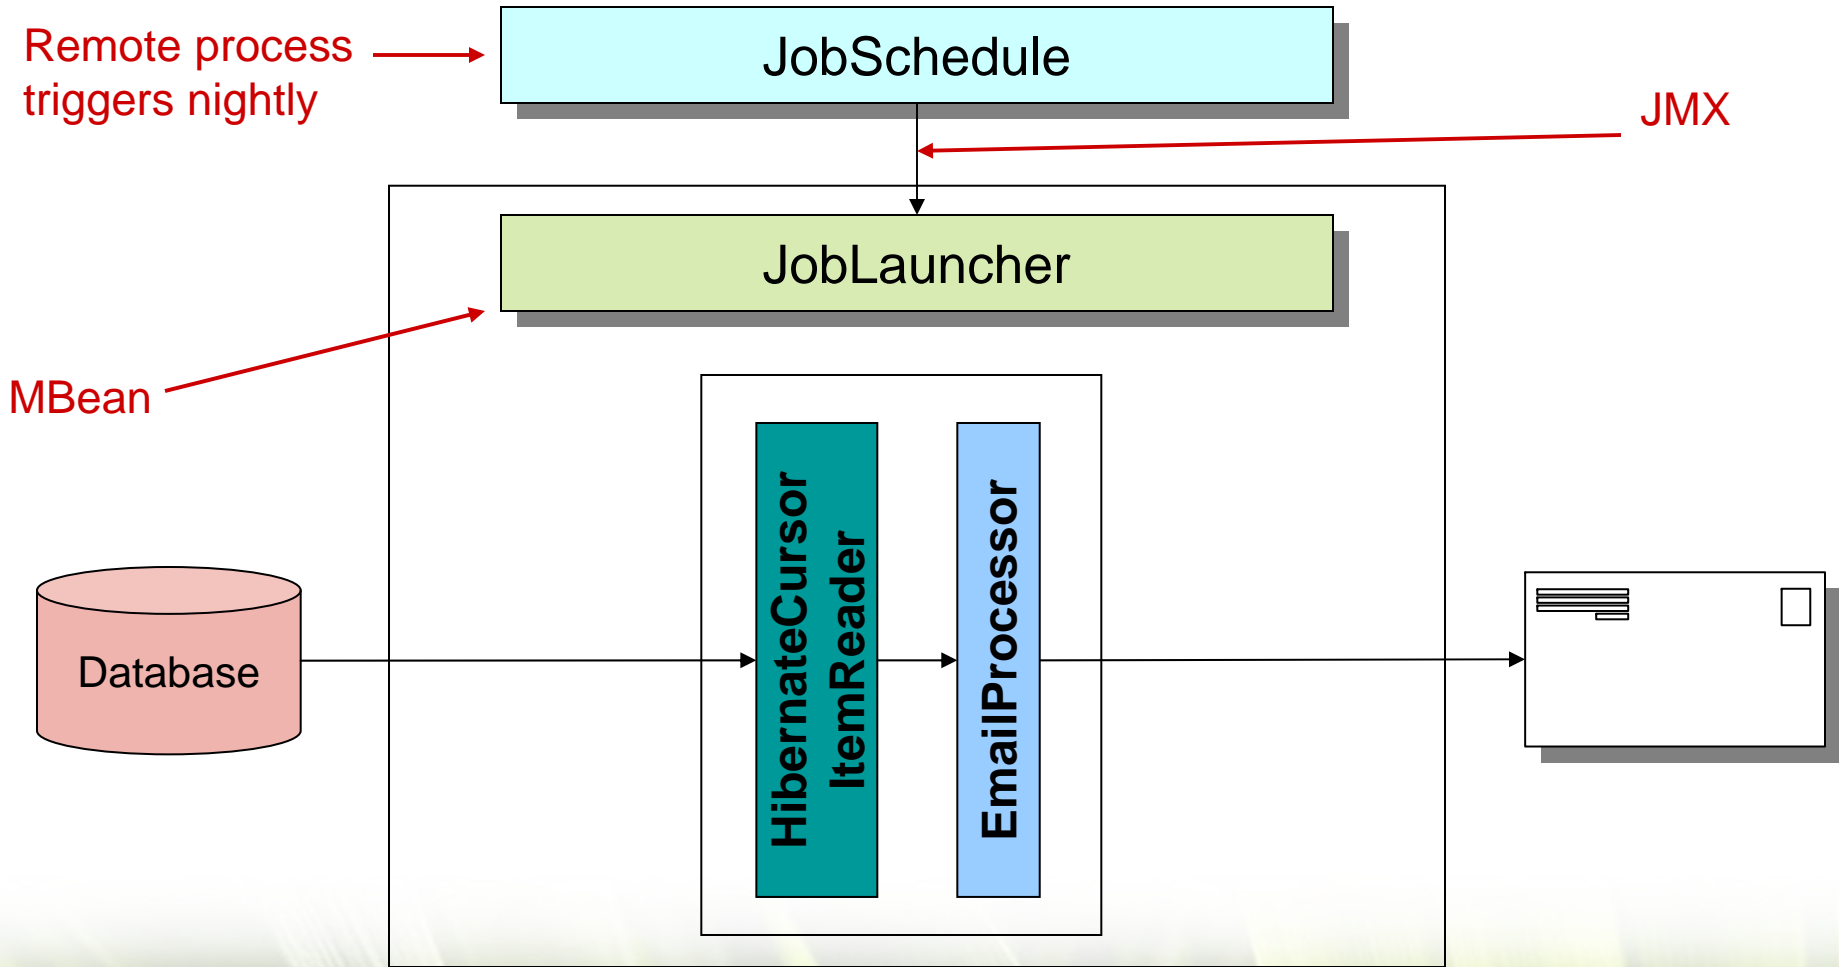 Remote process
triggers nightly
JobSchedule
JMX
JobLauncher
MBean
HibernateCursor
ItemReader
EmailProcessor
Database